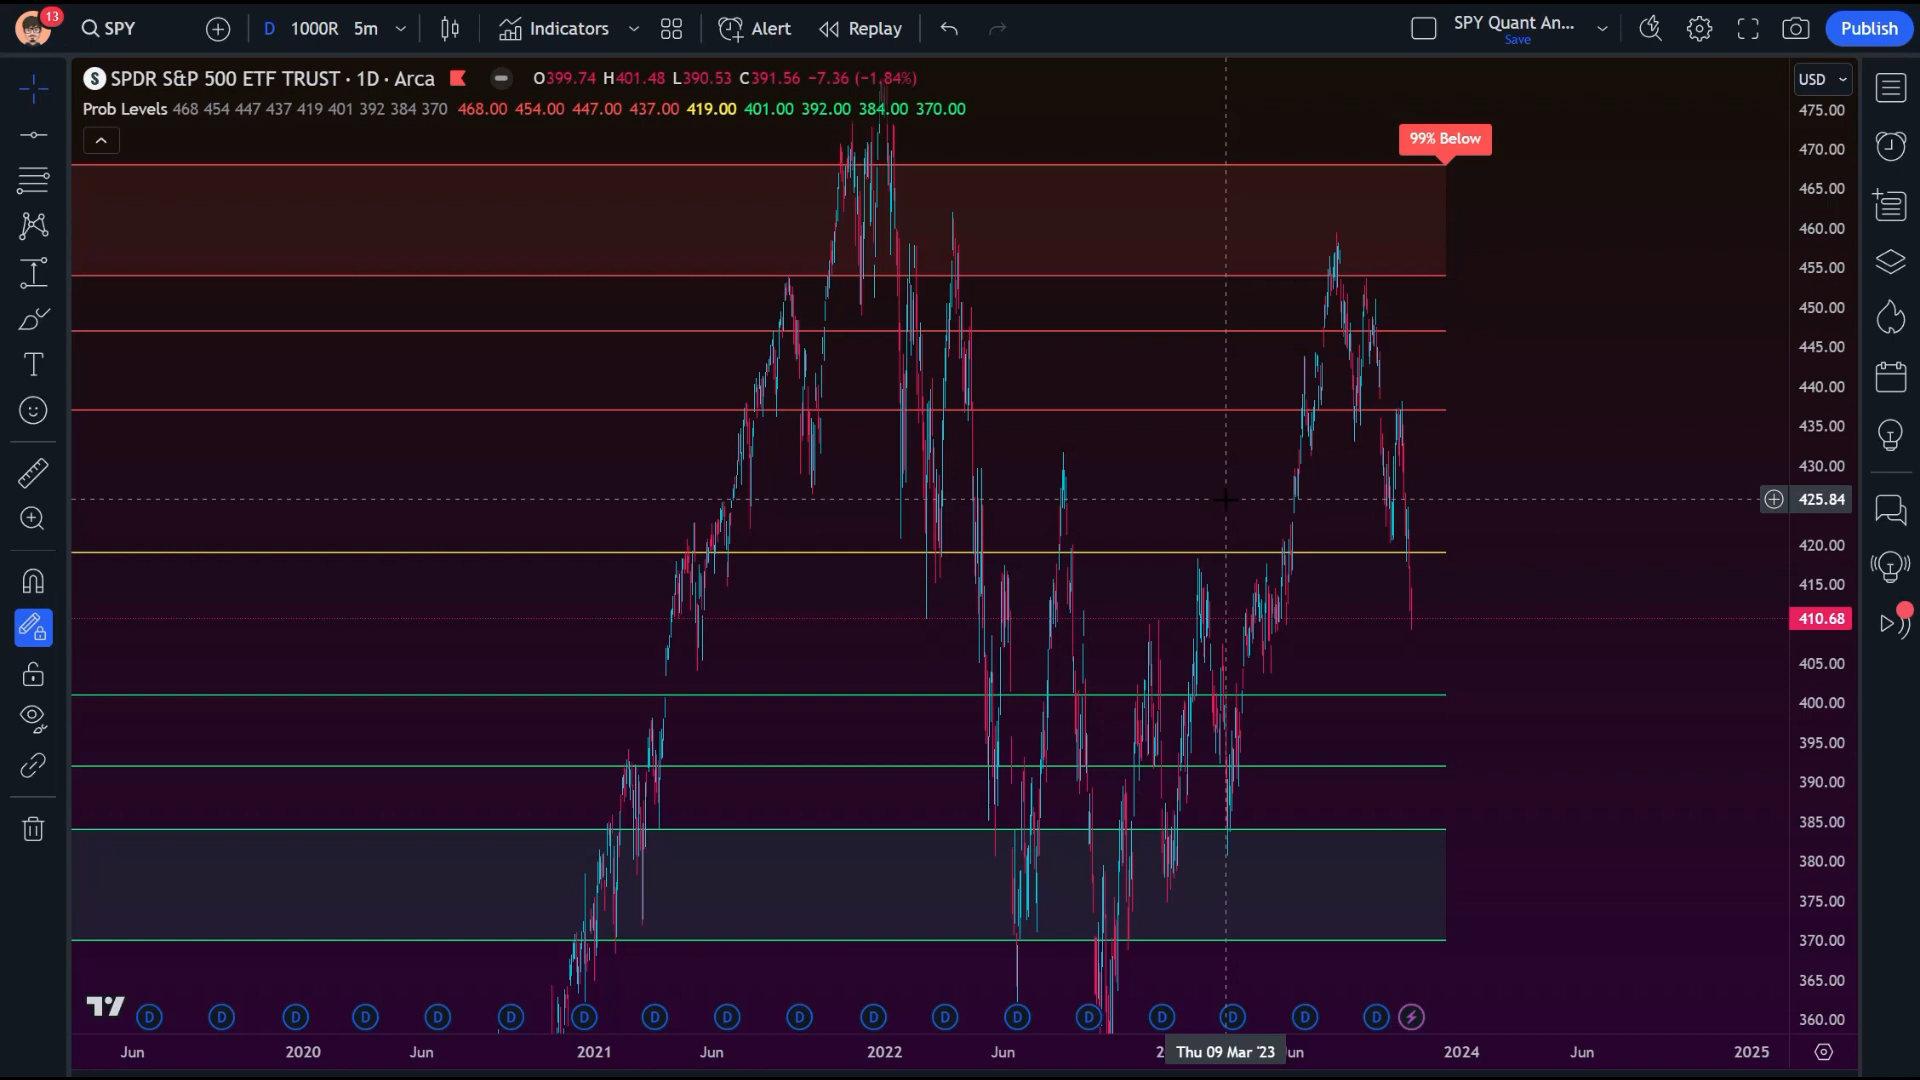 13
SPY
D 1000R 5m
Indicators
Alert
Replay
SPY Quant An...
Save
Publish
S SPDR S&P 500 ETF TRUST · 1D · Arca
O399.74 H401.48 L390.53 C391.56 −7.36 (−1.84%)
Prob Levels 468 454 447 437 419 401 392 384 370 468.00 454.00 447.00 437.00 419.00 401.00 392.00 384.00 370.00
USD
99% Below
475.00
470.00
465.00
460.00
455.00
450.00
445.00
440.00
435.00
430.00
425.84
420.00
415.00
410.68
405.00
400.00
395.00
390.00
385.00
380.00
375.00
370.00
365.00
360.00
D D D D D D D D D D D D D D D D D D
Jun 2020 Jun 2021 Jun 2022 Jun 2 Thu 09 Mar '23 un 2024 Jun 2025